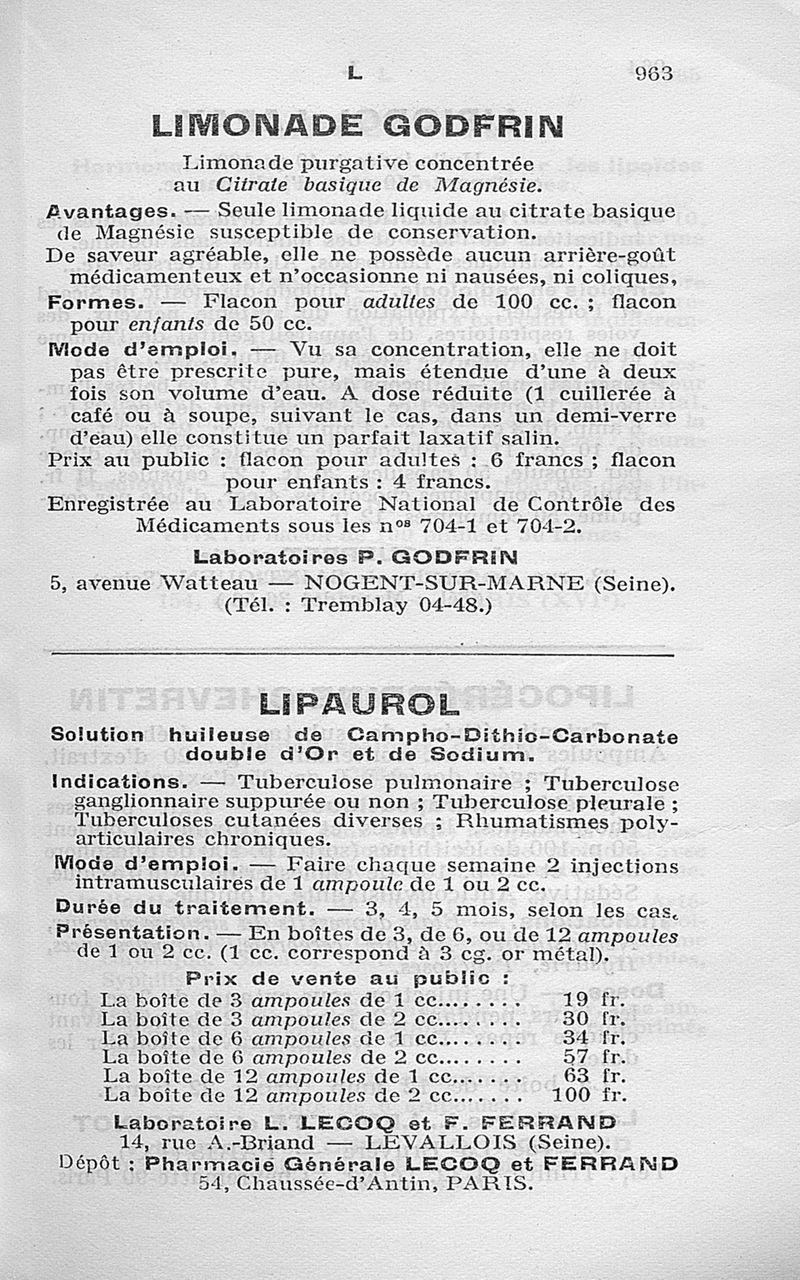 L 963
LIMONADE GODFRIN
Limonade purgative concentrée
au Citrate basique de Magnésie.
Avantages. — Seule limonade liquide au citrate basique
de Magnésie susceptible de conservation.
De saveur agréable, elle ne possède aucun arrière-goût
médicamenteux et n'occasionne ni nausées, ni coliques,
Formes. — Flacon pour adultes de 100 cc. ; flacon
pour enfants de 50 cc.
Mode d'emploi. — Vu sa concentration, elle ne doit
pas être prescrite pure, mais étendue d'une à deux
fois son volume d'eau. A dose réduite (1 cuillerée à
café ou à soupe, suivant le cas, dans un demi-verre
d'eau) elle constitue un parfait laxatif salin.
Prix au public : flacon pour adultes : 6 francs ; flacon
pour enfants : 4 francs.
Enregistrée au Laboratoire National de Contrôle des
Médicaments sous les nos 704-1 et 704-2.
Laboratoires P. GODFRIN
5, avenue Watteau — NOGENT-SUR-MARNE (Seine).
(Tél. : Tremblay 04-48.)
LIPAUROL
Solution huileuse de Campho-Dithio-Carbonate
double d'Or et de Sodium.
Indications. — Tuberculose pulmonaire ; Tuberculose
ganglionnaire suppurée ou non ; Tuberculose pleurale ;
Tuberculoses cutanées diverses ; Rhumatismes poly-
articulaires chroniques.
Mode d'emploi. — Faire chaque semaine 2 injections
intramusculaires de 1 ampoule de 1 ou 2 cc.
Durée du traitement. — 3, 4, 5 mois, selon les cas.
Présentation. — En boîtes de 3, de 6, ou de 12 ampoules
de 1 ou 2 cc. (1 cc. correspond à 3 cg. or métal).
Prix de vente au public :
La boîte de 3 ampoules de 1 cc........ 19 fr.
La boîte de 3 ampoules de 2 cc........ 30 fr.
La boîte de 6 ampoules de 1 cc........ 34 fr.
La boîte de 6 ampoules de 2 cc........ 57 fr.
La boîte de 12 ampoules de 1 cc....... 63 fr.
La boîte de 12 ampoules de 2 cc....... 100 fr.
Laboratoire L. LECOQ et F. FERRAND
14, rue A.-Briand — LEVALLOIS (Seine).
Dépôt : Pharmacie Générale LECOQ et FERRAND
54, Chaussée-d'Antin, PARIS.